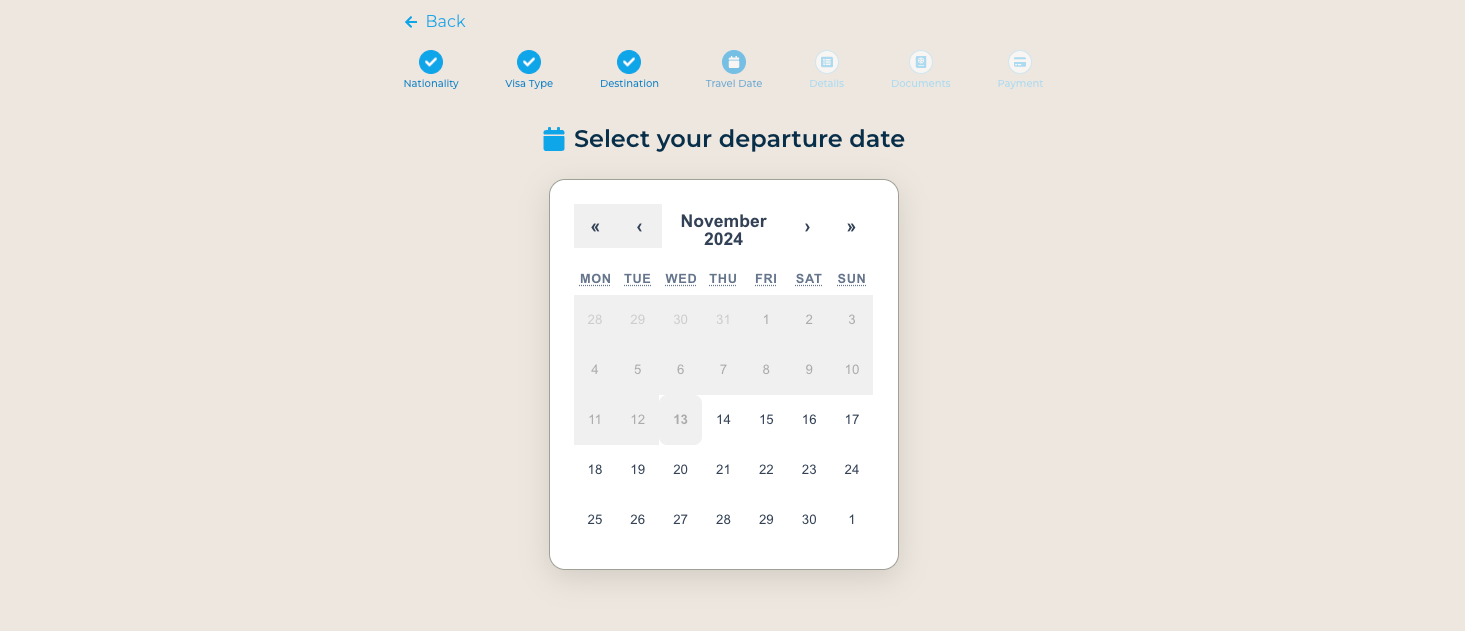 Back
Nationality Visa Type Destination Travel Date Details Documents Payment
Select your departure date
« ‹ November 2024 › »
MON TUE WED THU FRI SAT SUN
28 29 30 31 1 2 3
4 5 6 7 8 9 10
11 12 13 14 15 16 17
18 19 20 21 22 23 24
25 26 27 28 29 30 1